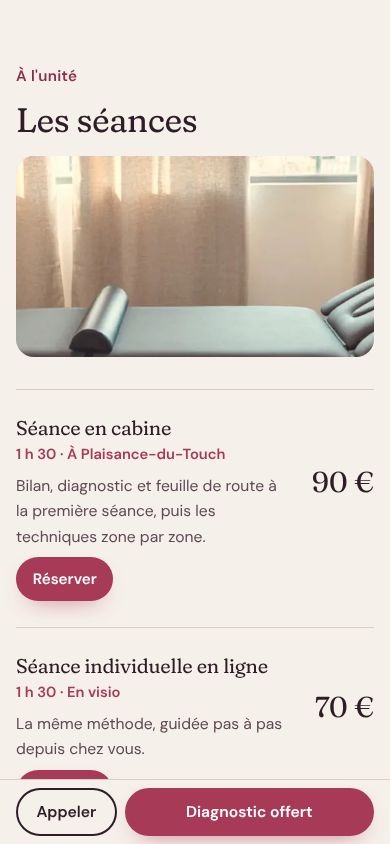 À l'unité
Les séances
Séance en cabine
1 h 30 · À Plaisance-du-Touch
Bilan, diagnostic et feuille de route à
la première séance, puis les
techniques zone par zone.
90 €
Réserver
Séance individuelle en ligne
1 h 30 · En visio
La même méthode, guidée pas à pas
depuis chez vous.
70 €
Appeler
Diagnostic offert